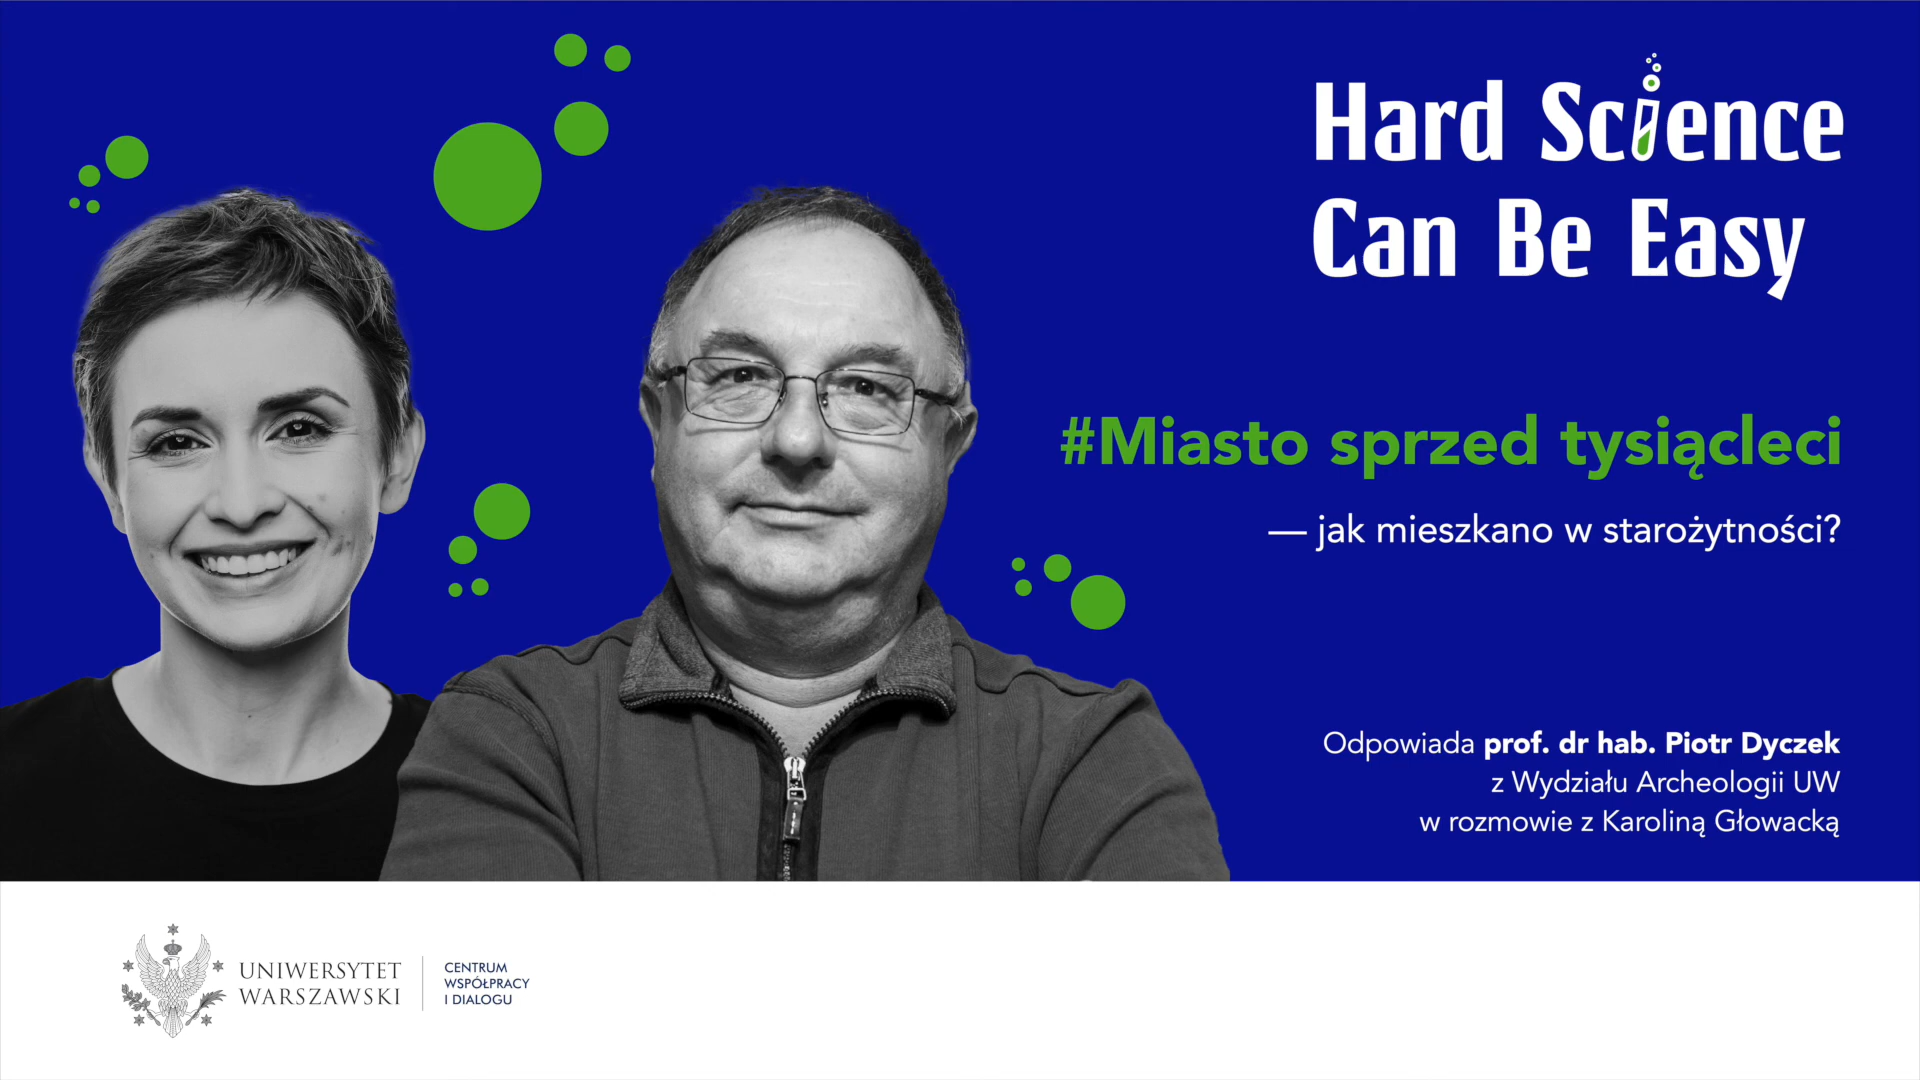 Hard Science
Can Be Easy
#Miasto sprzed tysiącleci
— jak mieszkano w starożytności?
Odpowiada prof. dr hab. Piotr Dyczek
z Wydziału Archeologii UW
w rozmowie z Karoliną Głowacką
UNIWERSYTET
WARSZAWSKI
CENTRUM
WSPÓŁPRACY
I DIALOGU